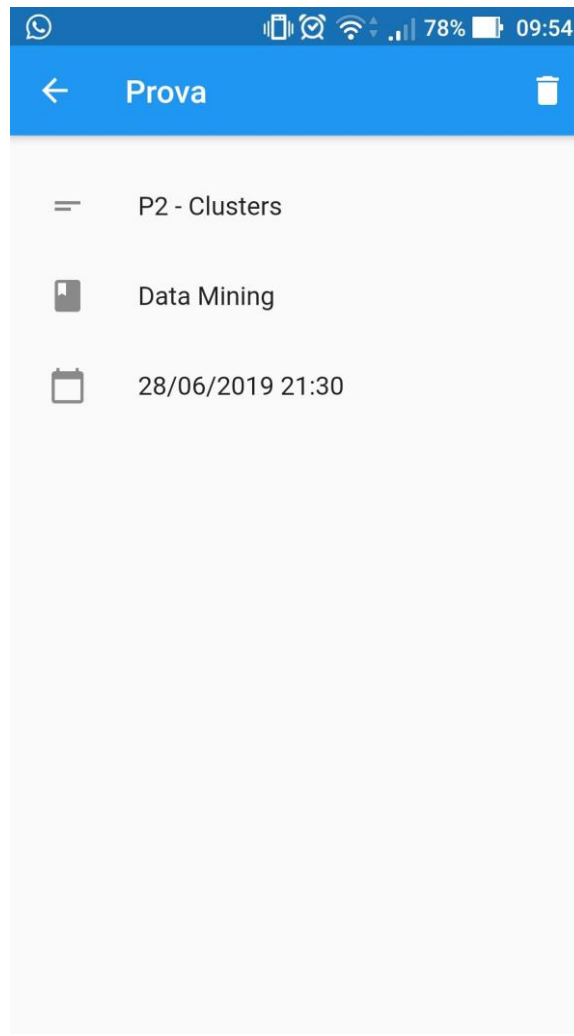 78% 09:54
Prova
P2 - Clusters
Data Mining
28/06/2019 21:30